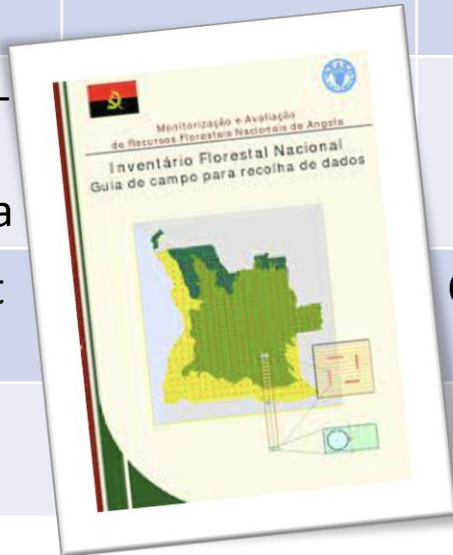 Monitorização e Avaliação
de Recursos Florestais Nacionais de Angola
Inventário Florestal Nacional
Guia de campo para recolha de dados
a
t